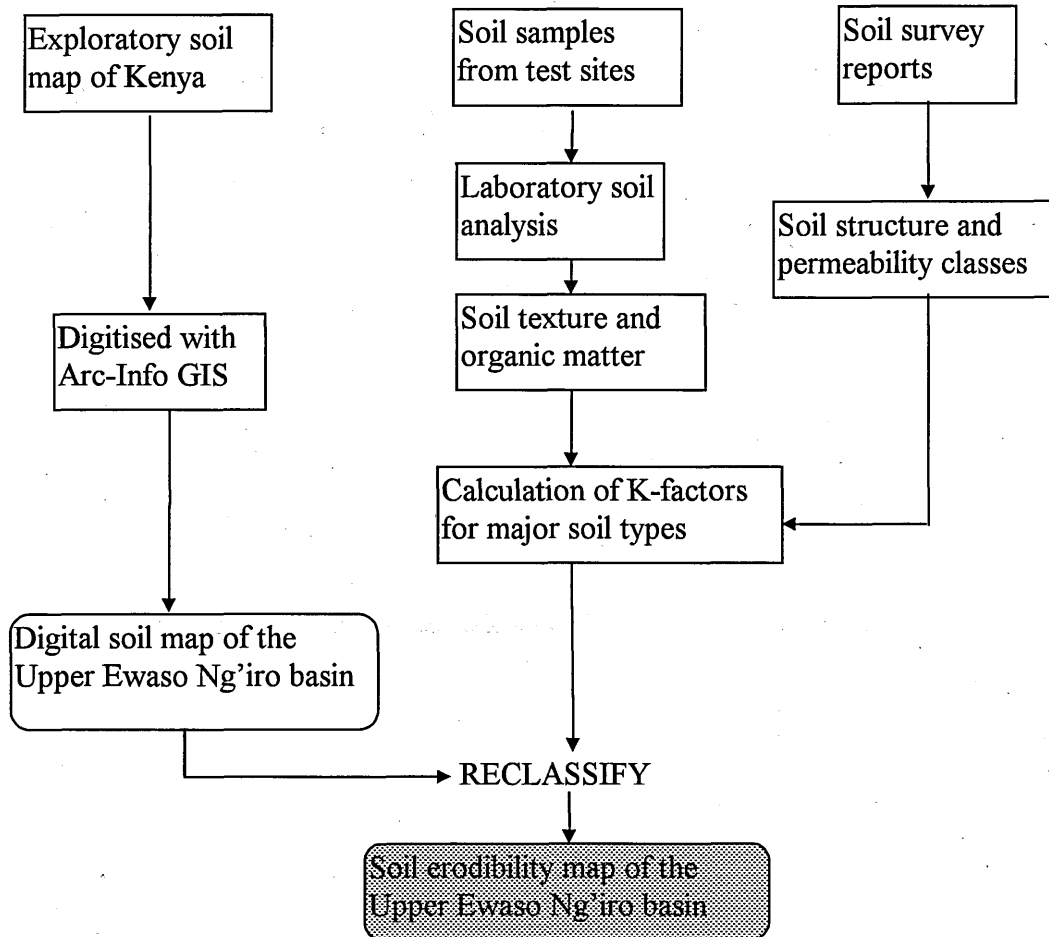 Exploratory soil
map of Kenya
Soil samples
from test sites
Soil survey
reports
Laboratory soil
analysis
Soil structure and
permeability classes
Digitised with
Arc-Info GIS
Soil texture and
organic matter
Calculation of K-factors
for major soil types
Digital soil map of the
Upper Ewaso Ng'iro basin
RECLASSIFY
Soil erodibility map of the
Upper Ewaso Ng'iro basin